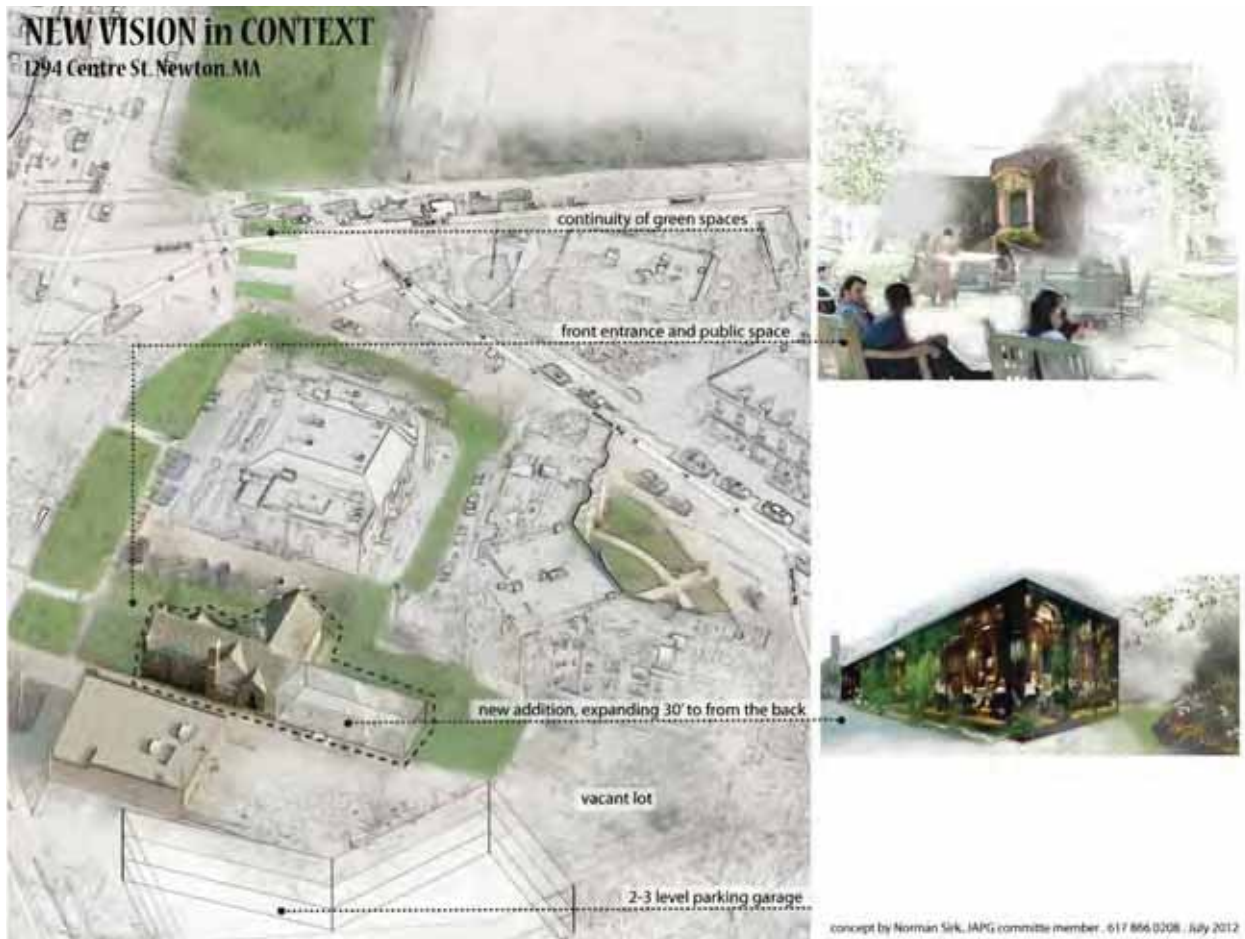 NEW VISION in CONTEXT
1294 Centre St. Newton. MA
continuity of green spaces
front entrance and public space
new addition, expanding 30' to from the back
vacant lot
2-3 level parking garage
concept by Norman Sirk, JAPG committe member . 617 866 0208 . July 2012